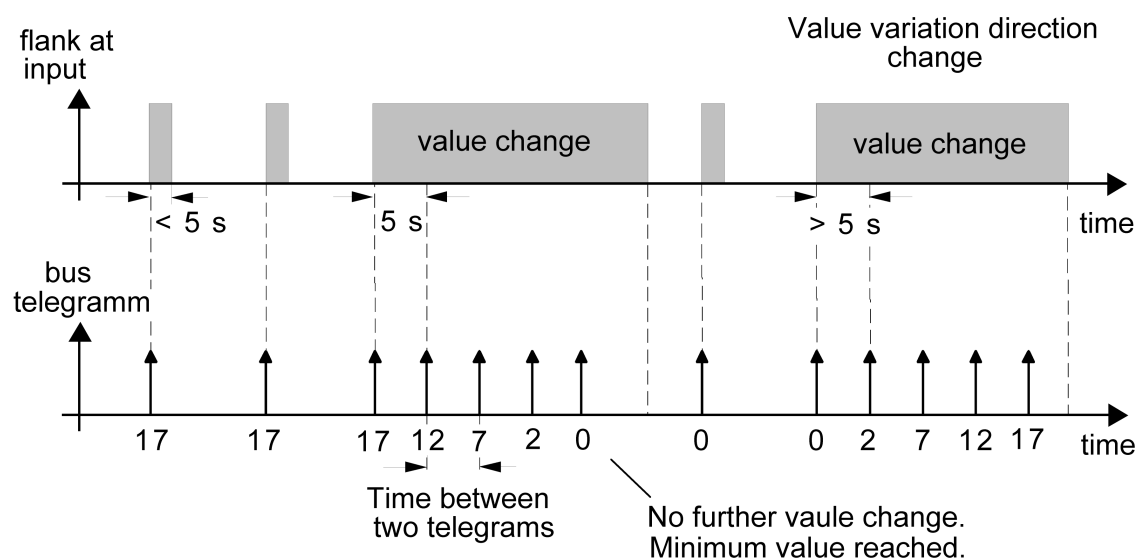 Value variation direction
change
flank at
input
value change
value change
< 5 s
5 s
> 5 s
time
bus
telegramm
17
17
17
12
7
2
0
0
0
2
7
12
17
time
Time between
two telegrams
No further vaule change.
Minimum value reached.